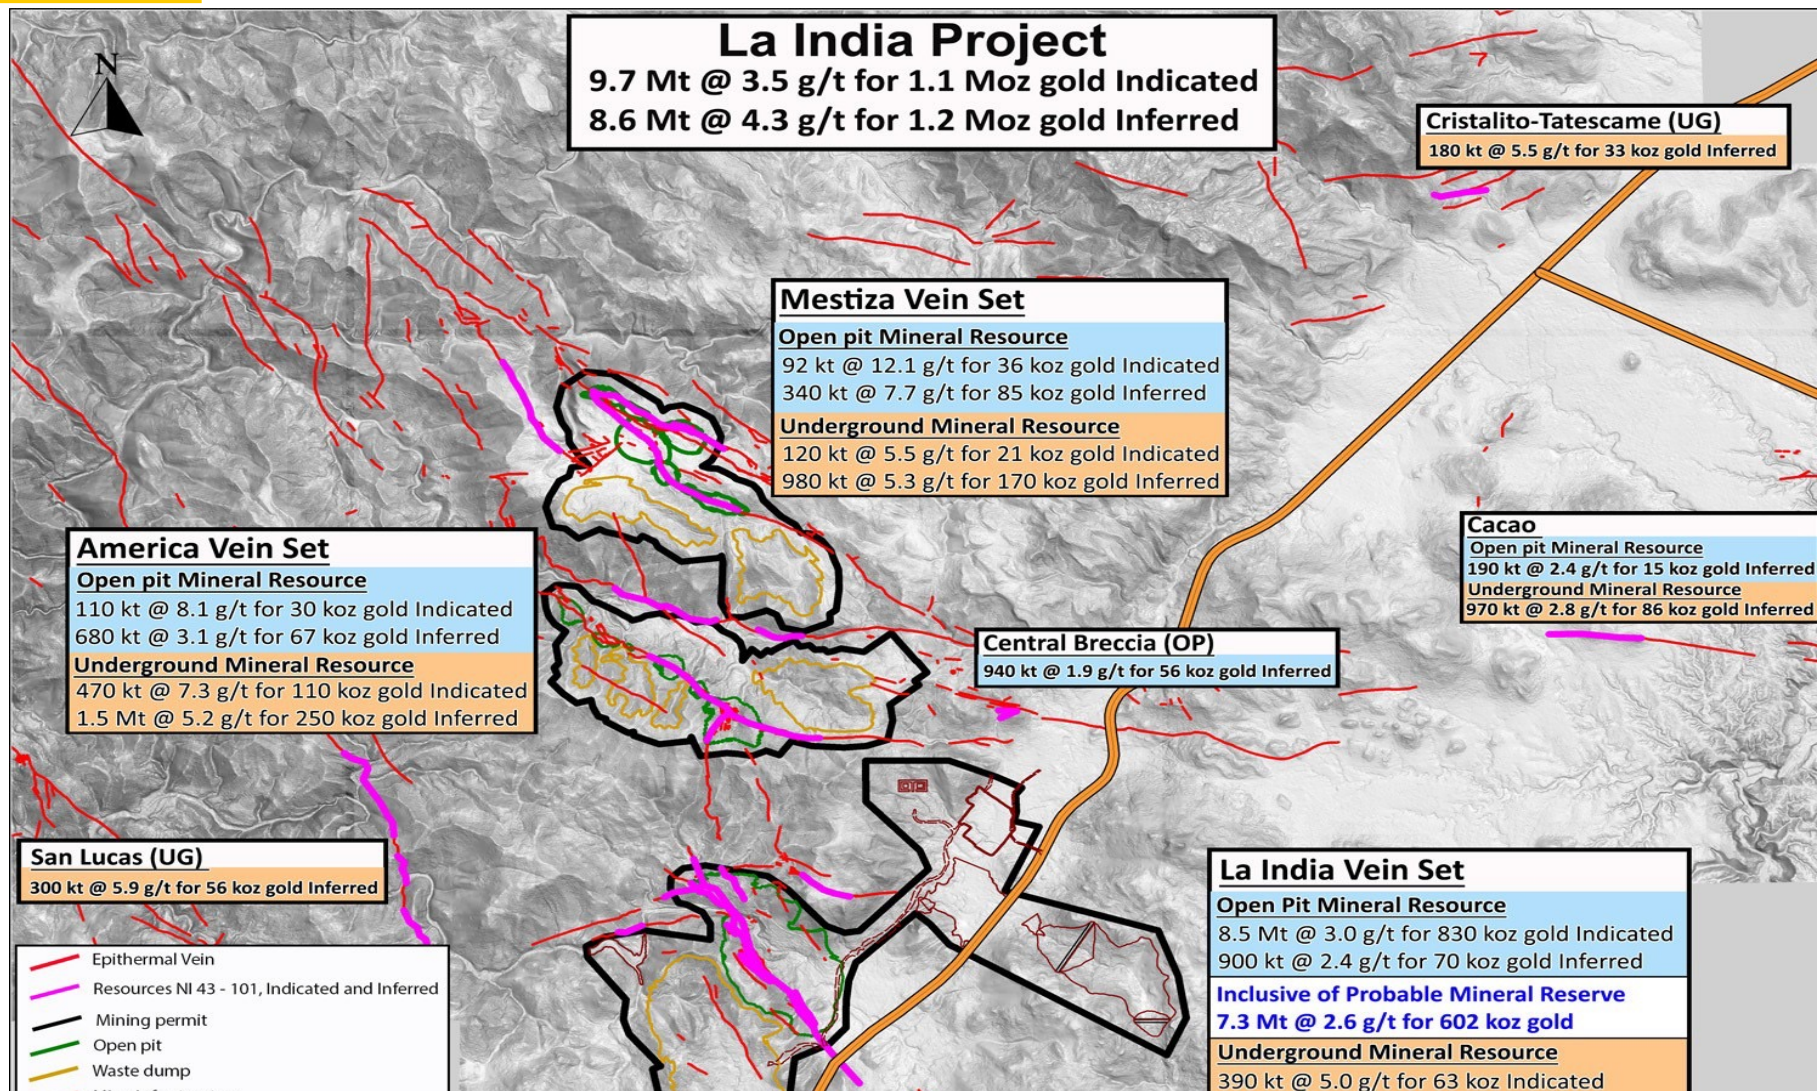 La India Project
9.7 Mt @ 3.5 g/t for 1.1 Moz gold Indicated
8.6 Mt @ 4.3 g/t for 1.2 Moz gold Inferred
N
Cristalito-Tatescame (UG)
180 kt @ 5.5 g/t for 33 koz gold Inferred
Mestiza Vein Set
Open pit Mineral Resource
92 kt @ 12.1 g/t for 36 koz gold Indicated
340 kt @ 7.7 g/t for 85 koz gold Inferred
Underground Mineral Resource
120 kt @ 5.5 g/t for 21 koz gold Indicated
980 kt @ 5.3 g/t for 170 koz gold Inferred
America Vein Set
Open pit Mineral Resource
110 kt @ 8.1 g/t for 30 koz gold Indicated
680 kt @ 3.1 g/t for 67 koz gold Inferred
Underground Mineral Resource
470 kt @ 7.3 g/t for 110 koz gold Indicated
1.5 Mt @ 5.2 g/t for 250 koz gold Inferred
Cacao
Open pit Mineral Resource
190 kt @ 2.4 g/t for 15 koz gold Inferred
Underground Mineral Resource
970 kt @ 2.8 g/t for 86 koz gold Inferred
Central Breccia (OP)
940 kt @ 1.9 g/t for 56 koz gold Inferred
San Lucas (UG)
300 kt @ 5.9 g/t for 56 koz gold Inferred
La India Vein Set
Open Pit Mineral Resource
8.5 Mt @ 3.0 g/t for 830 koz gold Indicated
900 kt @ 2.4 g/t for 70 koz gold Inferred
Inclusive of Probable Mineral Reserve
7.3 Mt @ 2.6 g/t for 602 koz gold
Underground Mineral Resource
390 kt @ 5.0 g/t for 63 koz Indicated
Epithermal Vein
Resources NI 43 - 101, Indicated and Inferred
Mining permit
Open pit
Waste dump